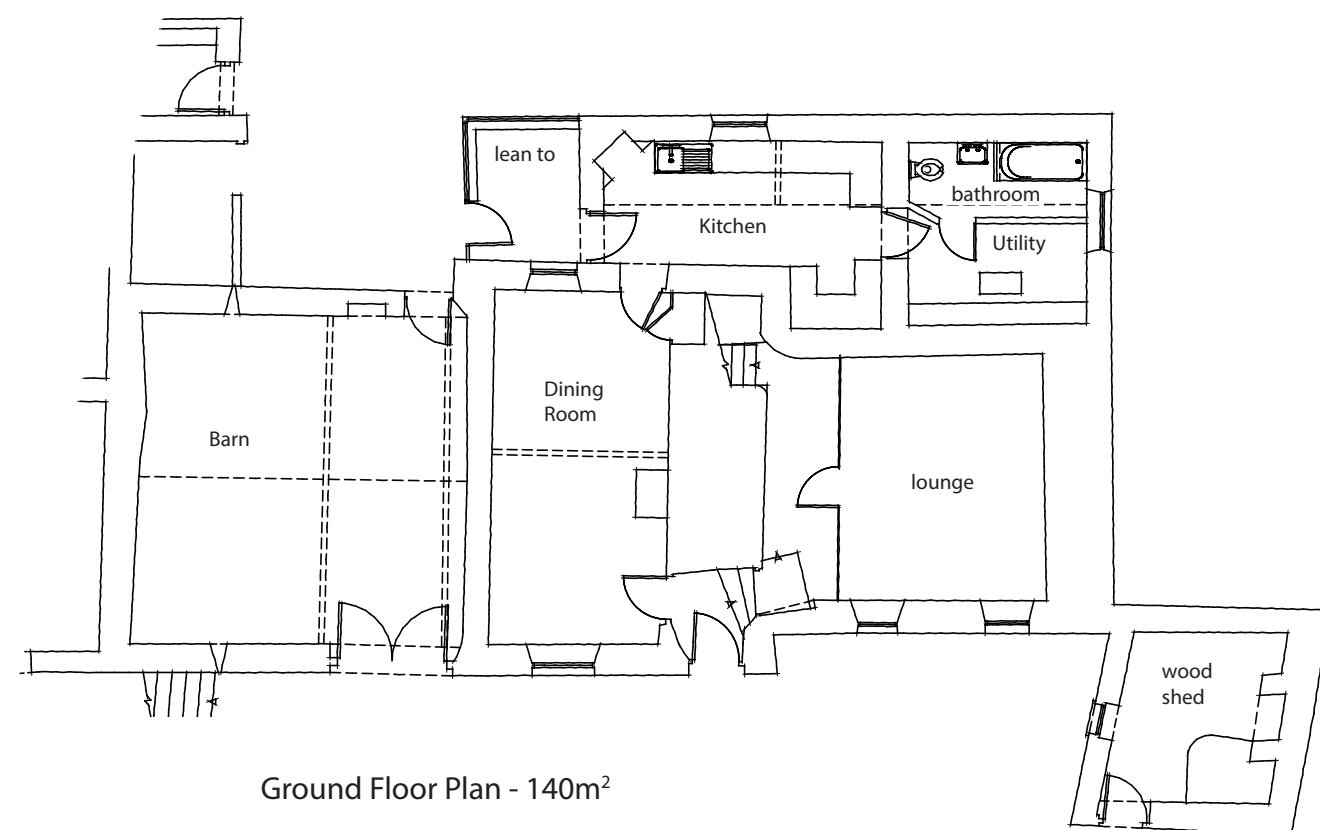 lean to
bathroom
Kitchen
Utility
Dining
Room
Barn
lounge
wood
shed
Ground Floor Plan - 140m²